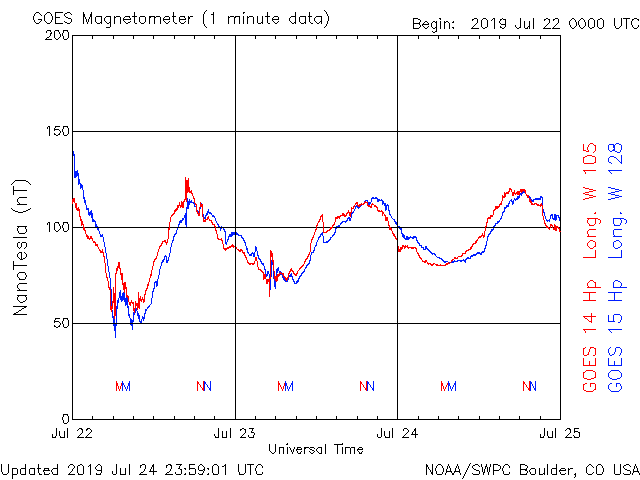 GOES Magnetometer (1 minute data)
Begin: 2019 Jul 22 0000 UTC
200
150
100
50
0
NanoTesla (nT)
M M N N M M N N M M N N
Jul 22 Jul 23 Jul 24 Jul 25
Universal Time
GOES 14 Hp Long. W 105
GOES 15 Hp Long. W 128
Updated 2019 Jul 24 23:59:01 UTC
NOAA/SWPC Boulder, CO USA